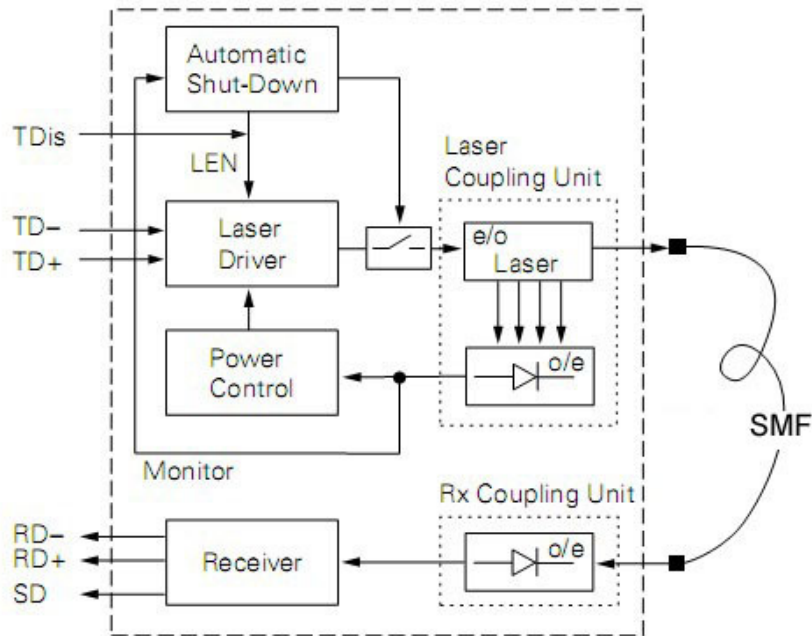 Automatic
Shut-Down
TDis
LEN
Laser
Coupling Unit
TD−
TD+
Laser
Driver
e/o
Laser
Power
Control
o/e
SMF
Monitor
Rx Coupling Unit
RD−
RD+
SD
Receiver
o/e